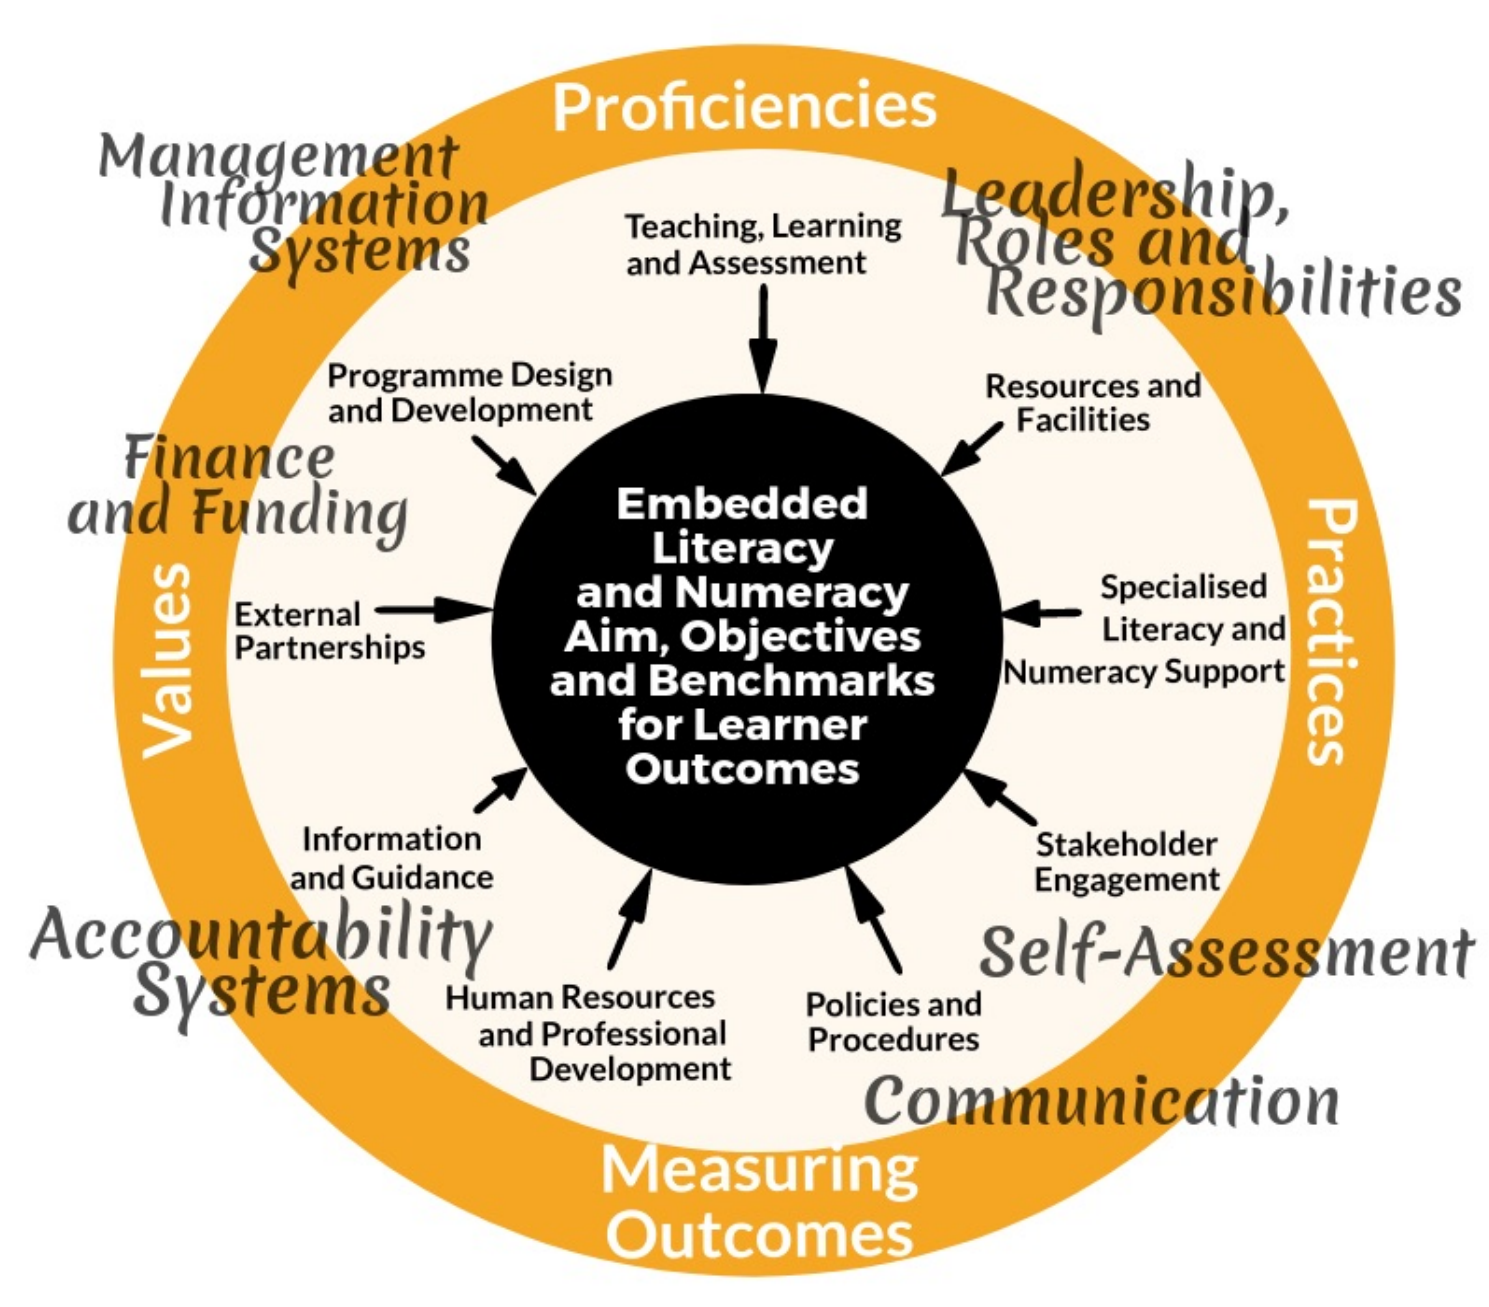 Proficiencies
Management
Information
Systems
Leadership,
Roles and
Responsibilities
Teaching, Learning
and Assessment
Programme Design
and Development
Resources and
Facilities
Finance
and Funding
Embedded
Literacy
and Numeracy
Aim, Objectives
and Benchmarks
for Learner
Outcomes
Values
External
Partnerships
Specialised
Literacy and
Numeracy Support
Practices
Information
and Guidance
Stakeholder
Engagement
Accountability
Systems
Self-Assessment
Human Resources
and Professional
Development
Policies and
Procedures
Communication
Measuring
Outcomes